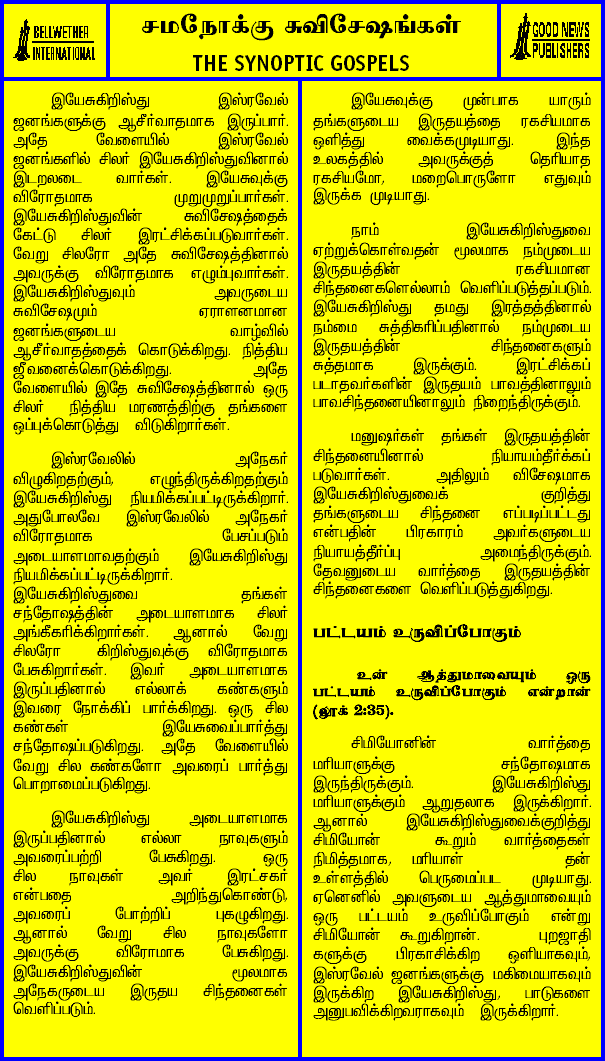 BELLWETHER
INTERNATIONAL
சமநோக்கு சுவிசேஷங்கள்
THE SYNOPTIC GOSPELS
GOOD NEWS
PUBLISHERS
இயேசுகிறிஸ்து இஸ்ரவேல்
ஜனங்களுக்கு ஆசீர்வாதமாக இருப்பார்.
அதே வேளையில் இஸ்ரவேல்
ஜனங்களில் சிலர் இயேசுகிறிஸ்துவினால்
இடறலடை வார்கள். இயேசுவுக்கு
விரோதமாக முறுமுறுப்பார்கள்.
இயேசுகிறிஸ்துவின் சுவிசேஷத்தைக்
கேட்டு சிலர் இரட்சிக்கப்படுவார்கள்.
வேறு சிலரோ அதே சுவிசேஷத்தினால்
அவருக்கு விரோதமாக எழும்புவார்கள்.
இயேசுகிறிஸ்துவும் அவருடைய
சுவிசேஷமும் ஏராளனமான
ஜனங்களுடைய வாழ்வில்
ஆசீர்வாதத்தைக் கொடுக்கிறது. நித்திய
ஜீவனைக்கொடுக்கிறது. அதே
வேளையில் இதே சுவிசேஷத்தினால் ஒரு
சிலர் நித்திய மரணத்திற்கு தங்களை
ஒப்புக்கொடுத்து விடுகிறார்கள்.
இஸ்ரவேலில் அநேகர்
விழுகிறதற்கும், எழுந்திருக்கிறதற்கும்
இயேசுகிறிஸ்து நியமிக்கப்பட்டிருக்கிறார்.
அதுபோலவே இஸ்ரவேலில் அநேகர்
விரோதமாக பேசப்படும்
அடையாளமாவதற்கும் இயேசுகிறிஸ்து
நியமிக்கப்பட்டிருக்கிறார்.
இயேசுகிறிஸ்துவை தங்கள்
சந்தோஷத்தின் அடையாளமாக சிலர்
அங்கீகரிக்கிறார்கள். ஆனால் வேறு
சிலரோ கிறிஸ்துவுக்கு விரோதமாக
பேசுகிறார்கள். இவர் அடையாளமாக
இருப்பதினால் எல்லாக் கண்களும்
இவரை நோக்கிப் பார்க்கிறது. ஒரு சில
கண்கள் இயேசுவைப்பார்த்து
சந்தோஷப்படுகிறது. அதே வேளையில்
வேறு சில கண்களோ அவரைப் பார்த்து
பொறாமைப்படுகிறது.
இயேசுகிறிஸ்து அடையாளமாக
இருப்பதினால் எல்லா நாவுகளும்
அவரைப்பற்றி பேசுகிறது. ஒரு
சில நாவுகள் அவர் இரட்சகர்
என்பதை அறிந்துகொண்டு,
அவரைப் போற்றிப் புகழுகிறது.
ஆனால் வேறு சில நாவுகளோ
அவருக்கு விரோமாக பேசுகிறது.
இயேசுகிறிஸ்துவின் மூலமாக
அநேகருடைய இருதய சிந்தனைகள்
வெளிப்படும்.
இயேசுவுக்கு முன்பாக யாரும்
தங்களுடைய இருதயத்தை ரகசியமாக
ஒளித்து வைக்கமுடியாது. இந்த
உலகத்தில் அவருக்குத் தெரியாத
ரகசியமோ, மறைபொருளோ எதுவும்
இருக்க முடியாது.
நாம் இயேசுகிறிஸ்துவை
ஏற்றுக்கொள்வதன் மூலமாக நம்முடைய
இருதயத்தின் ரகசியமான
சிந்தனைகளெல்லாம் வெளிப்படுத்தப்படும்.
இயேசுகிறிஸ்து தமது இரத்தத்தினால்
நம்மை சுத்திகரிப்பதினால் நம்முடைய
இருதயத்தின் சிந்தனைகளும்
சுத்தமாக இருக்கும். இரட்சிக்கப்
படாதவர்களின் இருதயம் பாவத்தினாலும்
பாவசிந்தனையினாலும் நிறைந்திருக்கும்.
மனுஷர்கள் தங்கள் இருதயத்தின்
சிந்தனையினால் நியாயம்தீர்க்கப்
படுவார்கள். அதிலும் விசேஷமாக
இயேசுகிறிஸ்துவைக் குறித்து
தங்களுடைய சிந்தனை எப்படிப்பட்டது
என்பதின் பிரகாரம் அவர்களுடைய
நியாயத்தீர்ப்பு அமைந்திருக்கும்.
தேவனுடைய வார்த்தை இருதயத்தின்
சிந்தனைகளை வெளிப்படுத்துகிறது.
பட்டயம் உருவிப்போகும்
உன் ஆத்துமாவையும் ஒரு
பட்டயம் உருவிப்போகும் என்றான்
(லூக் 2:35).
சிமியோனின் வார்த்தை
மரியாளுக்கு சந்தோஷமாக
இருந்திருக்கும். இயேசுகிறிஸ்து
மரியாளுக்கும் ஆறுதலாக இருக்கிறார்.
ஆனால் இயேசுகிறிஸ்துவைக்குறித்து
சிமியோன் கூறும் வார்த்தைகள்
நிமித்தமாக, மரியாள் தன்
உள்ளத்தில் பெருமைப்பட முடியாது.
ஏனெனில் அவளுடைய ஆத்துமாவையும்
ஒரு பட்டயம் உருவிப்போகும் என்று
சிமியோன் கூறுகிறான். புறஜாதி
களுக்கு பிரகாசிக்கிற ஒளியாகவும்,
இஸ்ரவேல் ஜனங்களுக்கு மகிமையாகவும்
இருக்கிற இயேசுகிறிஸ்து, பாடுகளை
அனுபவிக்கிறவராகவும் இருக்கிறார்.